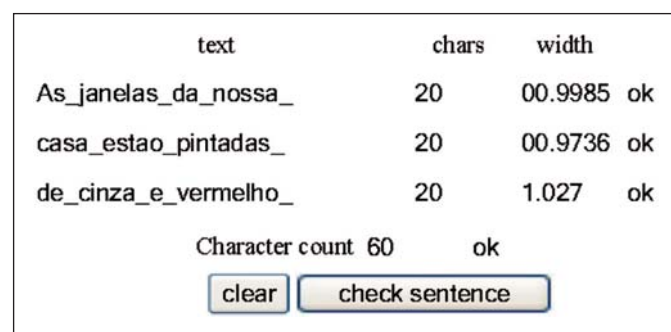 text chars width
As_janelas_da_nossa_ 20 00.9985 ok
casa_estao_pintadas_ 20 00.9736 ok
de_cinza_e_vermelho_ 20 1.027 ok
Character count 60 ok
clear check sentence